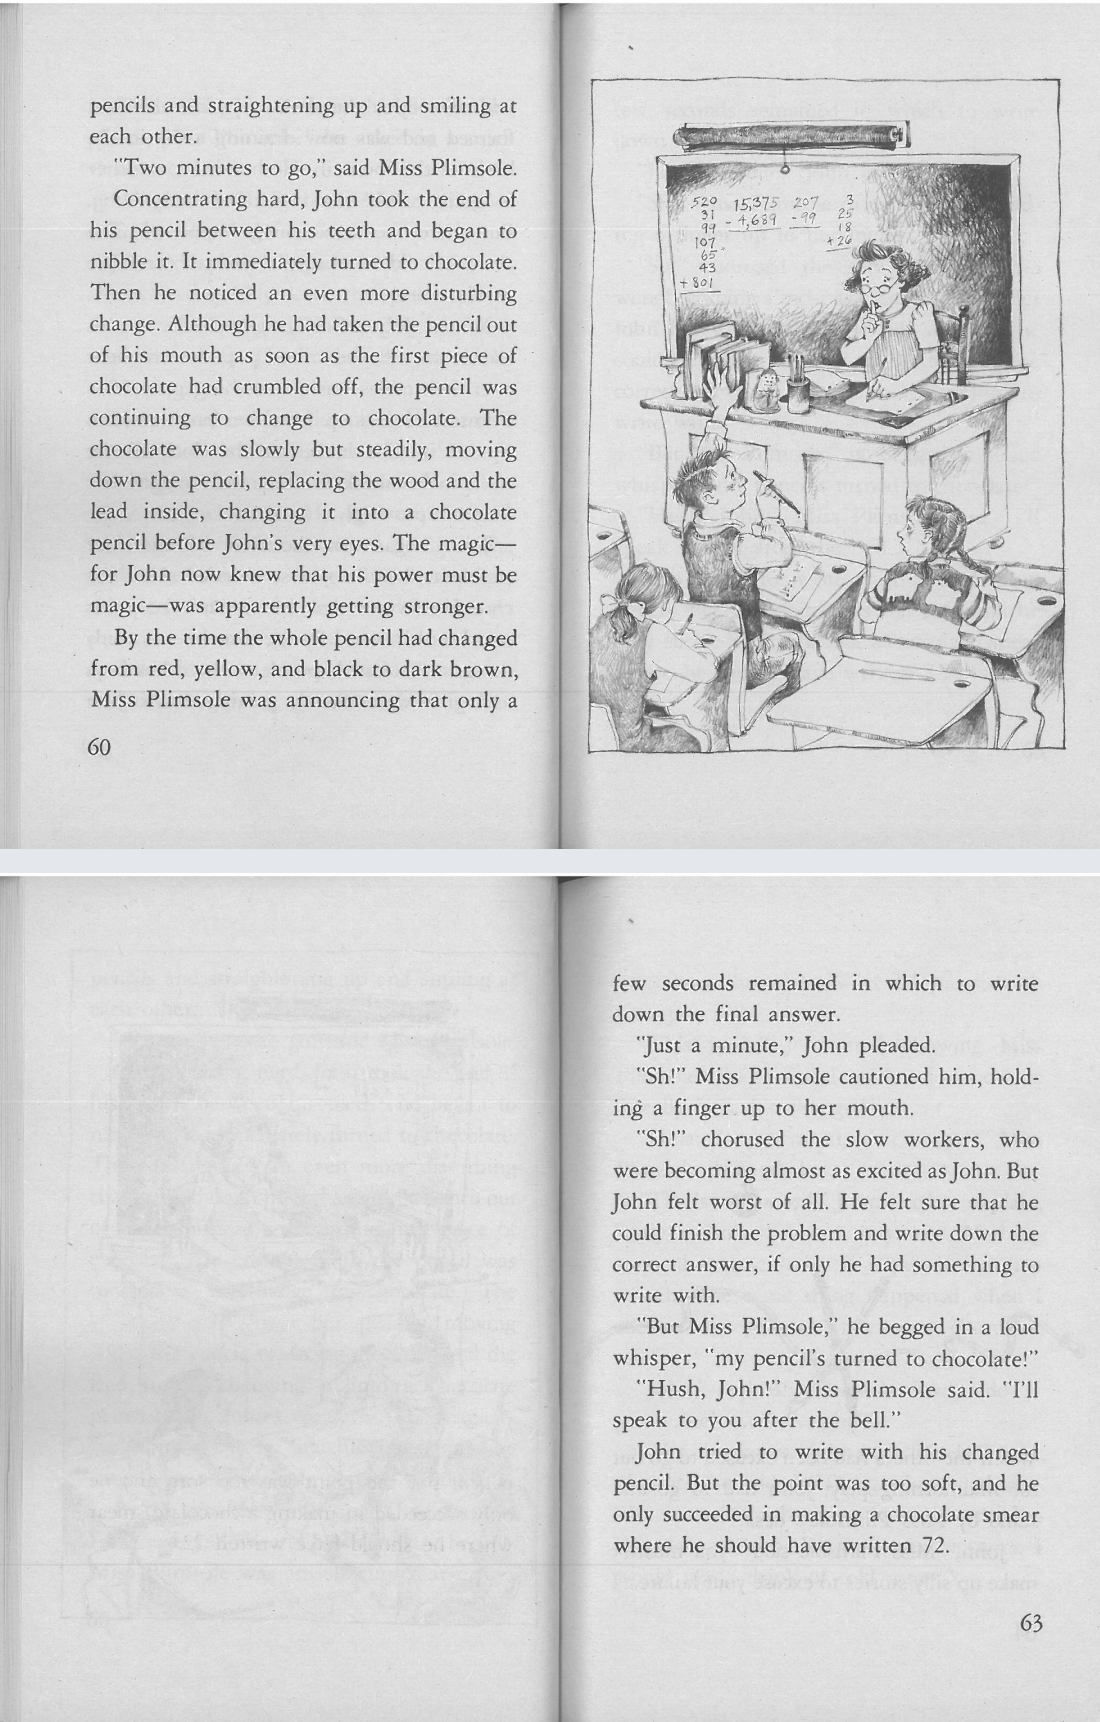 pencils and straightening up and smiling at
each other.
"Two minutes to go," said Miss Plimsole.
Concentrating hard, John took the end of
his pencil between his teeth and began to
nibble it. It immediately turned to chocolate.
Then he noticed an even more disturbing
change. Although he had taken the pencil out
of his mouth as soon as the first piece of
chocolate had crumbled off, the pencil was
continuing to change to chocolate. The
chocolate was slowly but steadily, moving
down the pencil, replacing the wood and the
lead inside, changing it into a chocolate
pencil before John's very eyes. The magic—
for John now knew that his power must be
magic—was apparently getting stronger.
By the time the whole pencil had changed
from red, yellow, and black to dark brown,
Miss Plimsole was announcing that only a
60
520
31
99
107
65
43
+ 801
15,375
- 4,689
207
- 99
3
25
18
+ 26
few seconds remained in which to write
down the final answer.
"Just a minute," John pleaded.
"Sh!" Miss Plimsole cautioned him, hold-
ing a finger up to her mouth.
"Sh!" chorused the slow workers, who
were becoming almost as excited as John. But
John felt worst of all. He felt sure that he
could finish the problem and write down the
correct answer, if only he had something to
write with.
"But Miss Plimsole," he begged in a loud
whisper, "my pencil's turned to chocolate!"
"Hush, John!" Miss Plimsole said. "I'll
speak to you after the bell."
John tried to write with his changed
pencil. But the point was too soft, and he
only succeeded in making a chocolate smear
where he should have written 72.
63